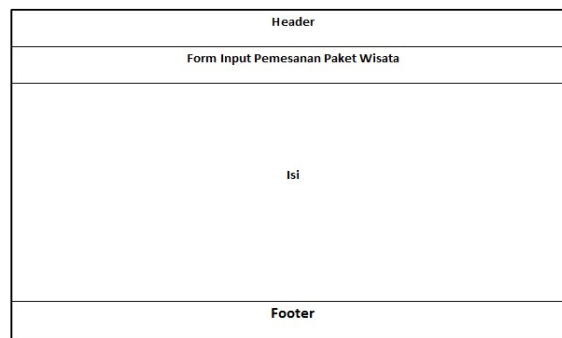 Header
Form Input Pemesanan Paket Wisata
Isi
Footer